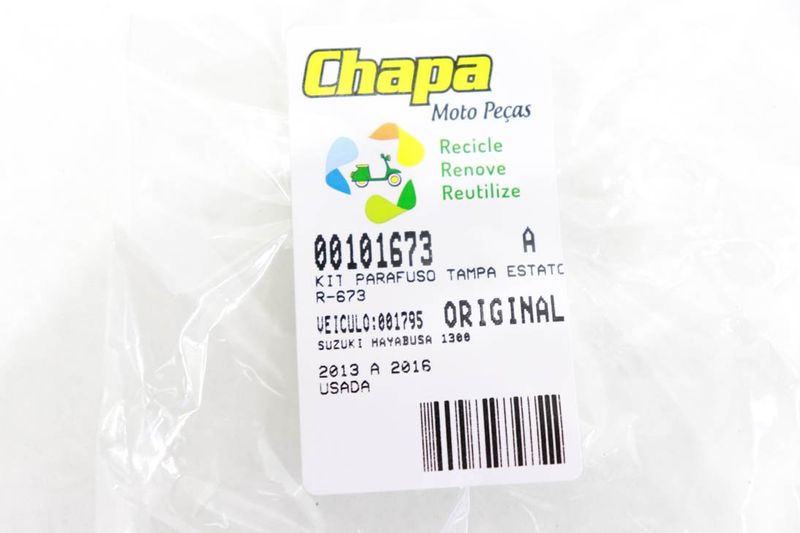 Chapa
Moto Peças
Recicle
Renove
Reutilize
00101673 A
KIT PARAFUSO TAMPA ESTATO
R-673
VEICULO:001795 ORIGINAL
SUZUKI HAYABUSA 1300
2013 A 2016
USADA